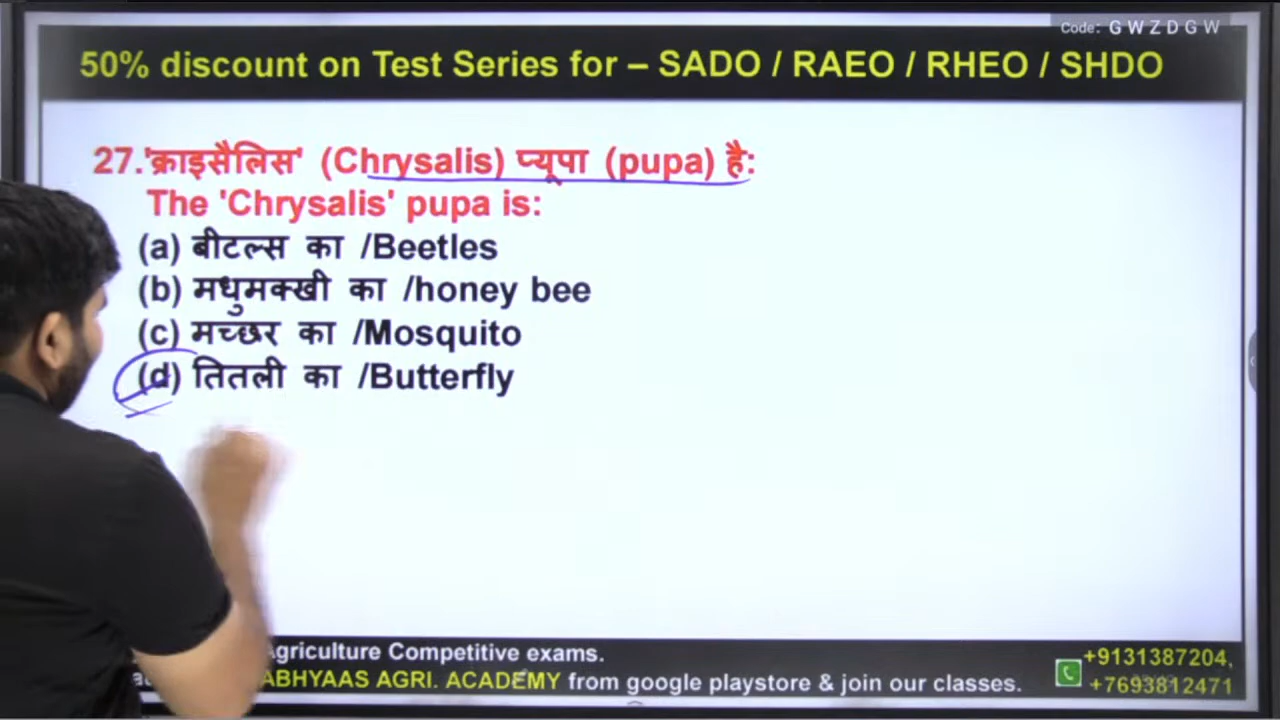 Code: G W Z D G W
50% discount on Test Series for – SADO / RAEO / RHEO / SHDO
27.'क्राइसैलिस' (Chrysalis) प्यूपा (pupa) है:
The 'Chrysalis' pupa is:
(a) बीटल्स का /Beetles
(b) मधुमक्खी का /honey bee
(c) मच्छर का /Mosquito
(d) तितली का /Butterfly
Agriculture Competitive exams.
ABHYAAS AGRI. ACADEMY from google playstore & join our classes.
+9131387204,
+7693812471